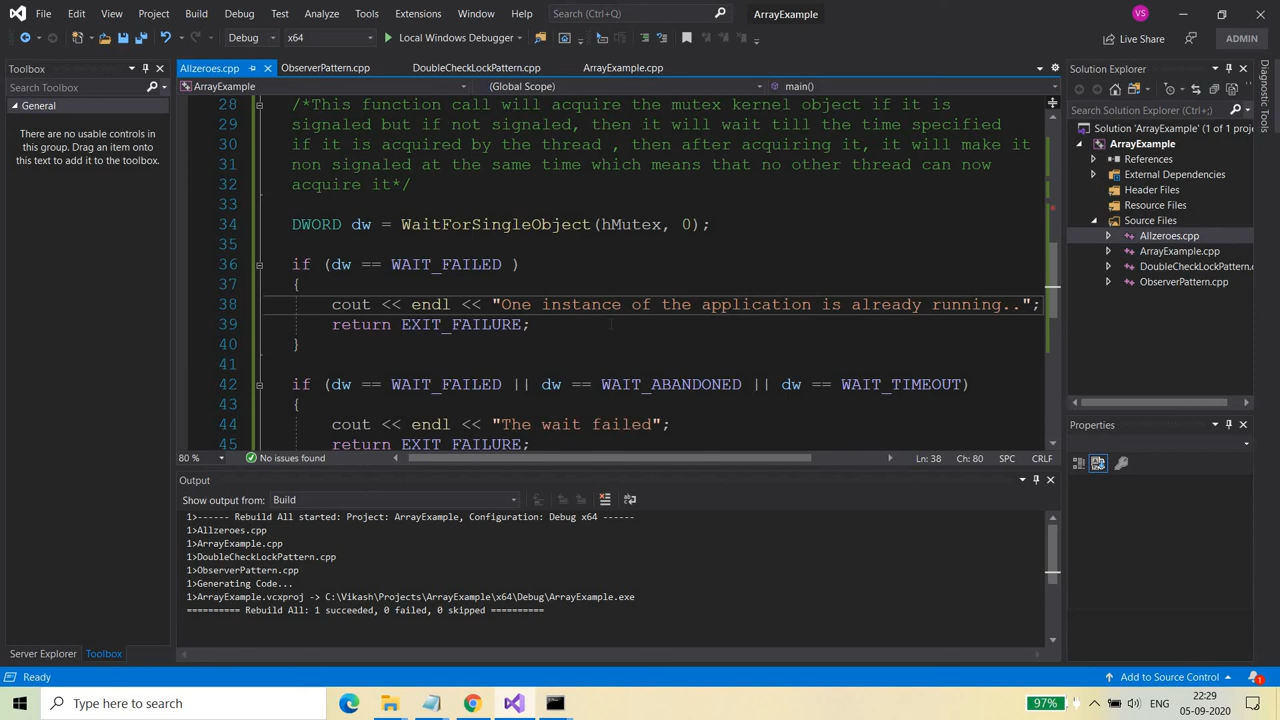 File Edit View Project Build Debug Test Analyze Tools Extensions Window Help Search (Ctrl+Q) ArrayExample VS
Debug x64 Local Windows Debugger Live Share ADMIN
Toolbox
Search Toolbox
General
There are no usable controls in
this group. Drag an item onto
this text to add it to the toolbox.
Server Explorer Toolbox
Allzeroes.cpp ObserverPattern.cpp DoubleCheckLockPattern.cpp ArrayExample.cpp
ArrayExample (Global Scope) main()
28 /*This function call will acquire the mutex kernel object if it is
29 signaled but if not signaled, then it will wait till the time specified
30 if it is acquired by the thread , then after acquiring it, it will make it
31 non signaled at the same time which means that no other thread can now
32 acquire it*/
33
34 DWORD dw = WaitForSingleObject(hMutex, 0);
35
36 if (dw == WAIT_FAILED )
37 {
38 cout << endl << "One instance of the application is already running..";
39 return EXIT_FAILURE;
40 }
41
42 if (dw == WAIT_FAILED || dw == WAIT_ABANDONED || dw == WAIT_TIMEOUT)
43 {
44 cout << endl << "The wait failed";
45 return EXIT_FAILURE;
80 % No issues found Ln: 38 Ch: 80 SPC CRLF
Output
Show output from: Build
1>------ Rebuild All started: Project: ArrayExample, Configuration: Debug x64 ------
1>Allzeroes.cpp
1>ArrayExample.cpp
1>DoubleCheckLockPattern.cpp
1>ObserverPattern.cpp
1>Generating Code...
1>ArrayExample.vcxproj -> C:\Vikash\Projects\ArrayExample\x64\Debug\ArrayExample.exe
========== Rebuild All: 1 succeeded, 0 failed, 0 skipped ==========
Solution Explorer
Search Solution Explorer
Solution 'ArrayExample' (1 of 1 proje
ArrayExample
References
External Dependencies
Header Files
Resource Files
Source Files
Allzeroes.cpp
ArrayExample.cpp
DoubleCheckLockPattern.c
ObserverPattern.cpp
Properties
Diagnostic Tools
Ready Add to Source Control 1
Type here to search 97% ENG 22:29
05-09-2020